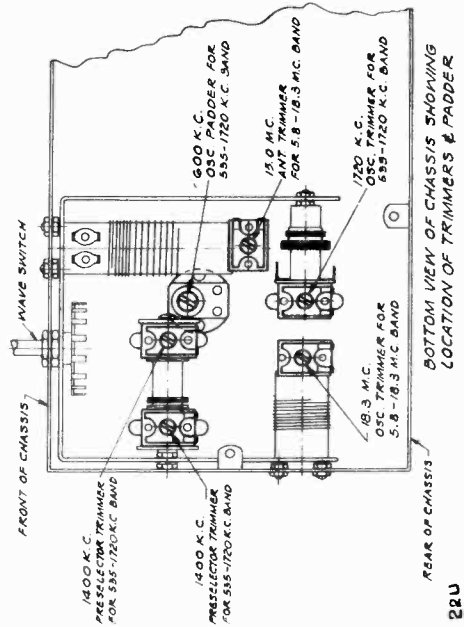 FRONT OF CHASSIS
WAVE SWITCH
1400 K.C.
PRESELECTOR TRIMMER
FOR 535-1720 K.C. BAND
1400 K.C.
PRESELECTOR TRIMMER
FOR 535-1720 K.C. BAND
600 K.C.
OSC PADDER FOR
535-1720 K.C. BAND
15.0 M.C.
ANT TRIMMER
FOR 5.8-18.3 M.C. BAND
1720 K.C.
OSC. TRIMMER FOR
535-1720 K.C. BAND
18.3 M.C.
OSC TRIMMER FOR
5.8-18.3 M.C BAND
REAR OF CHASSIS
BOTTOM VIEW OF CHASSIS SHOWING
LOCATION OF TRIMMERS & PADDER
22U